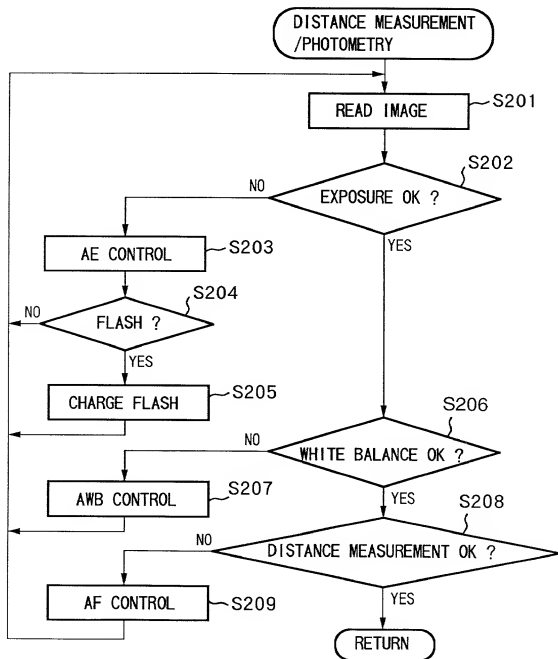 DISTANCE MEASUREMENT
/PHOTOMETRY
READ IMAGE
S201
S202
EXPOSURE OK ?
NO
YES
AE CONTROL
S203
S204
FLASH ?
NO
YES
CHARGE FLASH
S205
S206
WHITE BALANCE OK ?
NO
YES
AWB CONTROL
S207
S208
DISTANCE MEASUREMENT OK ?
NO
YES
AF CONTROL
S209
RETURN